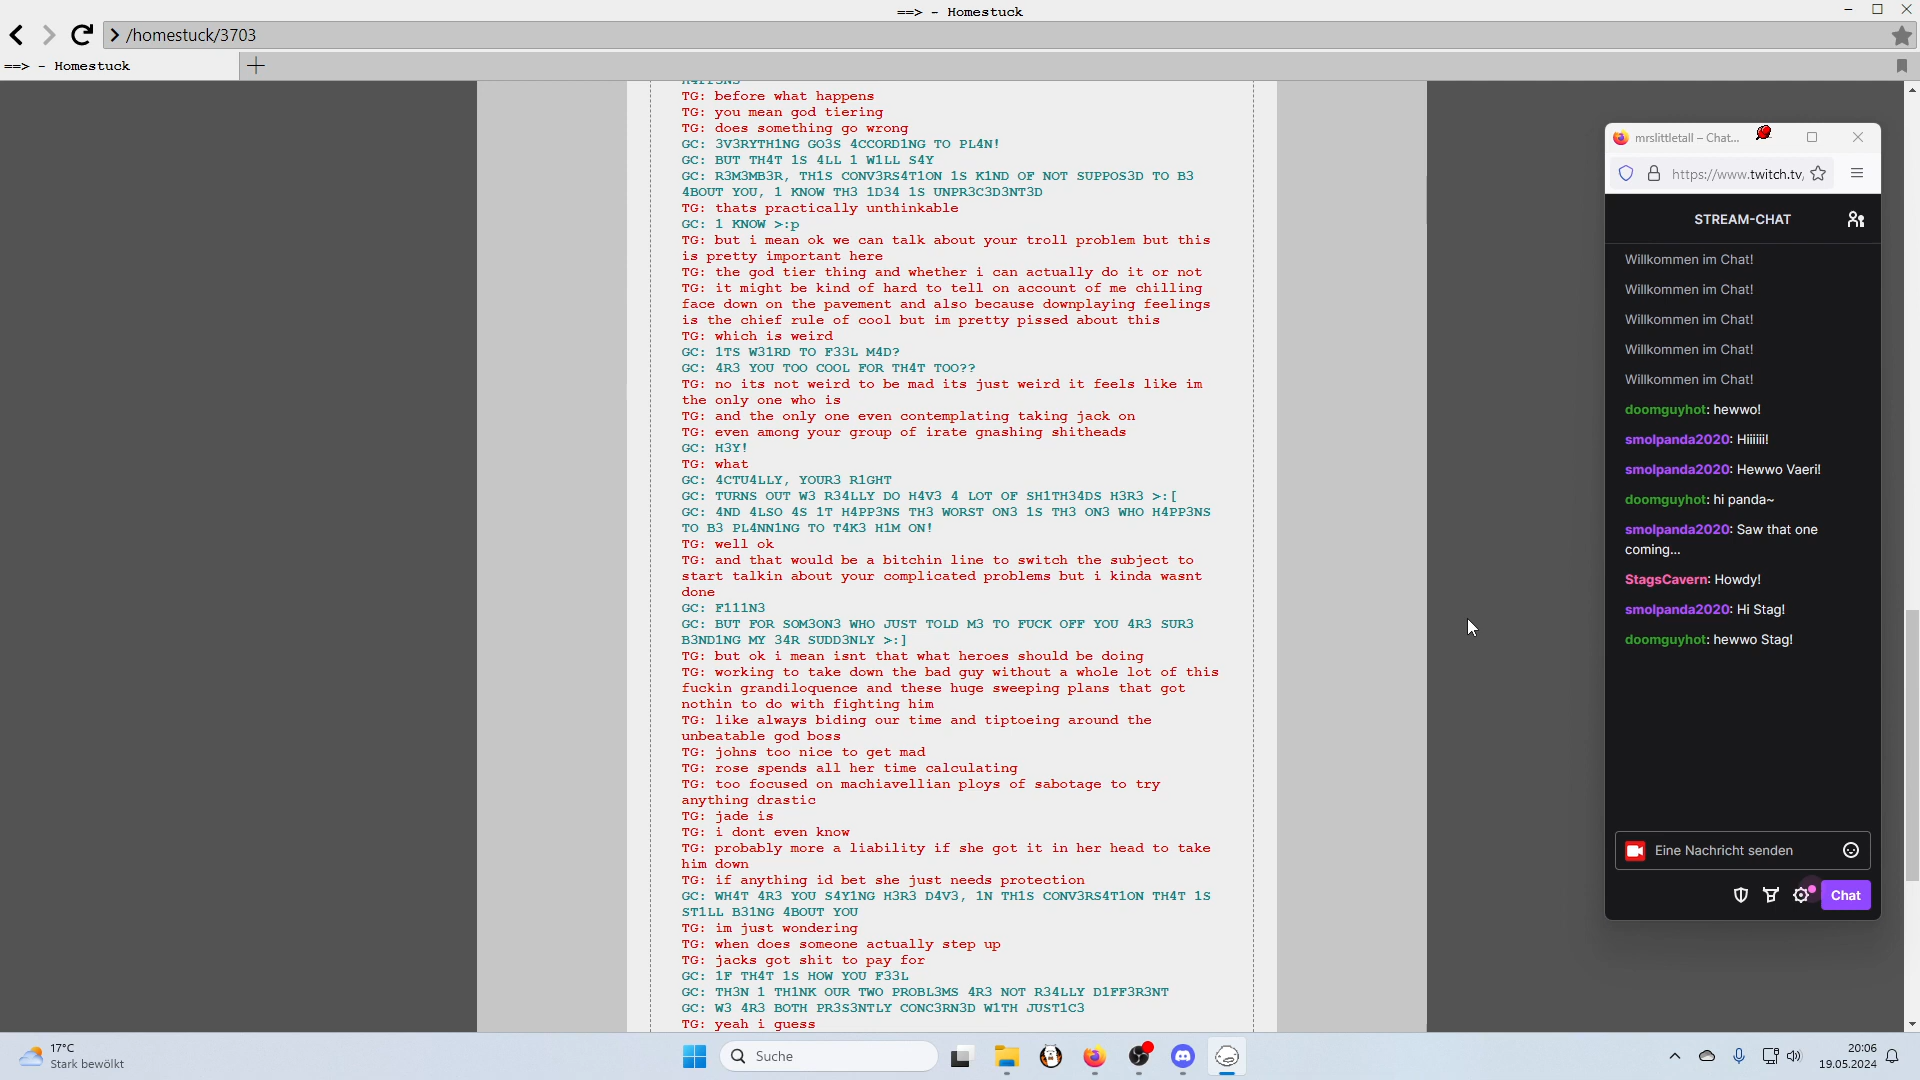 ==> - Homestuck
/homestuck/3703
==> - Homestuck
TG: before what happens
TG: you mean god tiering
TG: does something go wrong
GC: 3V3RYTH1NG GO3S 4CCORD1NG TO PL4N!
GC: BUT TH4T 1S 4LL 1 W1LL S4Y
GC: R3M3MB3R, TH1S CONV3RS4T1ON 1S K1ND OF NOT SUPPOS3D TO B3
4BOUT YOU, 1 KNOW TH3 1D34 1S UNPR3C3D3NT3D
TG: thats practically unthinkable
GC: 1 KNOW >:p
TG: but i mean ok we can talk about your troll problem but this
is pretty important here
TG: the god tier thing and whether i can actually do it or not
TG: it might be kind of hard to tell on account of me chilling
face down on the pavement and also because downplaying feelings
is the chief rule of cool but im pretty pissed about this
TG: which is weird
GC: 1TS W31RD TO F33L M4D?
GC: 4R3 YOU TOO COOL FOR TH4T TOO??
TG: no its not weird to be mad its just weird it feels like im
the only one who is
TG: and the only one even contemplating taking jack on
TG: even among your group of irate gnashing shitheads
GC: H3Y!
TG: what
GC: 4CTU4LLY, YOUR3 R1GHT
GC: TURNS OUT W3 R34LLY DO H4V3 4 LOT OF SH1TH34DS H3R3 >:[
GC: 4ND 4LSO 4S 1T H4PP3NS TH3 WORST ON3 1S TH3 ON3 WHO H4PP3NS
TO B3 PL4NN1NG TO T4K3 H1M ON!
TG: well ok
TG: and that would be a bitchin line to switch the subject to
start talkin about your complicated problems but i kinda wasnt
done
GC: F111N3
GC: BUT FOR SOM3ON3 WHO JUST TOLD M3 TO FUCK OFF YOU 4R3 SUR3
B3ND1NG MY 34R SUDD3NLY >:]
TG: but ok i mean isnt that what heroes should be doing
TG: working to take down the bad guy without a whole lot of this
fuckin grandiloquence and these huge sweeping plans that got
nothin to do with fighting him
TG: like always biding our time and tiptoeing around the
unbeatable god boss
TG: johns too nice to get mad
TG: rose spends all her time calculating
TG: too focused on machiavellian ploys of sabotage to try
anything drastic
TG: jade is
TG: i dont even know
TG: probably more a liability if she got it in her head to take
him down
TG: if anything id bet she just needs protection
GC: WH4T 4R3 YOU S4Y1NG H3R3 D4V3, 1N TH1S CONV3RS4T1ON TH4T 1S
ST1LL B31NG 4BOUT YOU
TG: im just wondering
TG: when does someone actually step up
TG: jacks got shit to pay for
GC: 1F TH4T 1S HOW YOU F33L
GC: TH3N 1 TH1NK OUR TWO PROBL3MS 4R3 NOT R34LLY D1FF3R3NT
GC: W3 4R3 BOTH PR3S3NTLY CONC3RN3D W1TH JUST1C3
TG: yeah i guess
mrslittletall – Chat...
https://www.twitch.tv/
STREAM-CHAT
Willkommen im Chat!
Willkommen im Chat!
Willkommen im Chat!
Willkommen im Chat!
Willkommen im Chat!
doomguyhot: hewwo!
smolpanda2020: Hiiiiii!
smolpanda2020: Hewwo Vaeri!
doomguyhot: hi panda~
smolpanda2020: Saw that one
coming...
StagsCavern: Howdy!
smolpanda2020: Hi Stag!
doomguyhot: hewwo Stag!
Eine Nachricht senden
Chat
17°C
Stark bewölkt
Suche
20:06
19.05.2024